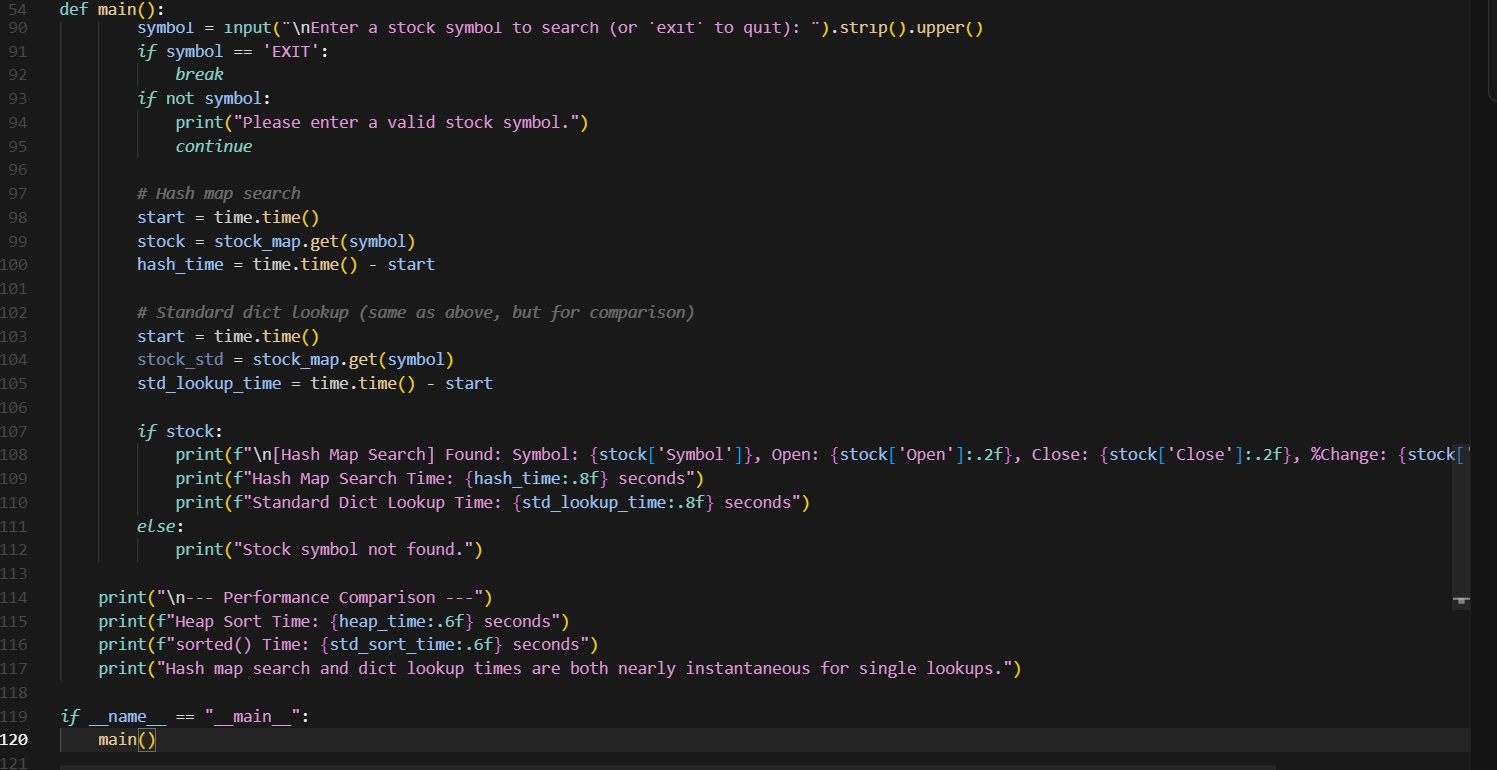 54 def main():
90 symbol = input("\nEnter a stock symbol to search (or 'exit' to quit): ").strip().upper()
91 if symbol == 'EXIT':
92 break
93 if not symbol:
94 print("Please enter a valid stock symbol.")
95 continue
96
97 # Hash map search
98 start = time.time()
99 stock = stock_map.get(symbol)
100 hash_time = time.time() - start
101
102 # Standard dict lookup (same as above, but for comparison)
103 start = time.time()
104 stock_std = stock_map.get(symbol)
105 std_lookup_time = time.time() - start
106
107 if stock:
108 print(f"\n[Hash Map Search] Found: Symbol: {stock['Symbol']}, Open: {stock['Open']:.2f}, Close: {stock['Close']:.2f}, %Change: {stock['
109 print(f"Hash Map Search Time: {hash_time:.8f} seconds")
110 print(f"Standard Dict Lookup Time: {std_lookup_time:.8f} seconds")
111 else:
112 print("Stock symbol not found.")
113
114 print("\n--- Performance Comparison ---")
115 print(f"Heap Sort Time: {heap_time:.6f} seconds")
116 print(f"sorted() Time: {std_sort_time:.6f} seconds")
117 print("Hash map search and dict lookup times are both nearly instantaneous for single lookups.")
118
119 if __name__ == "__main__":
120 main()
121